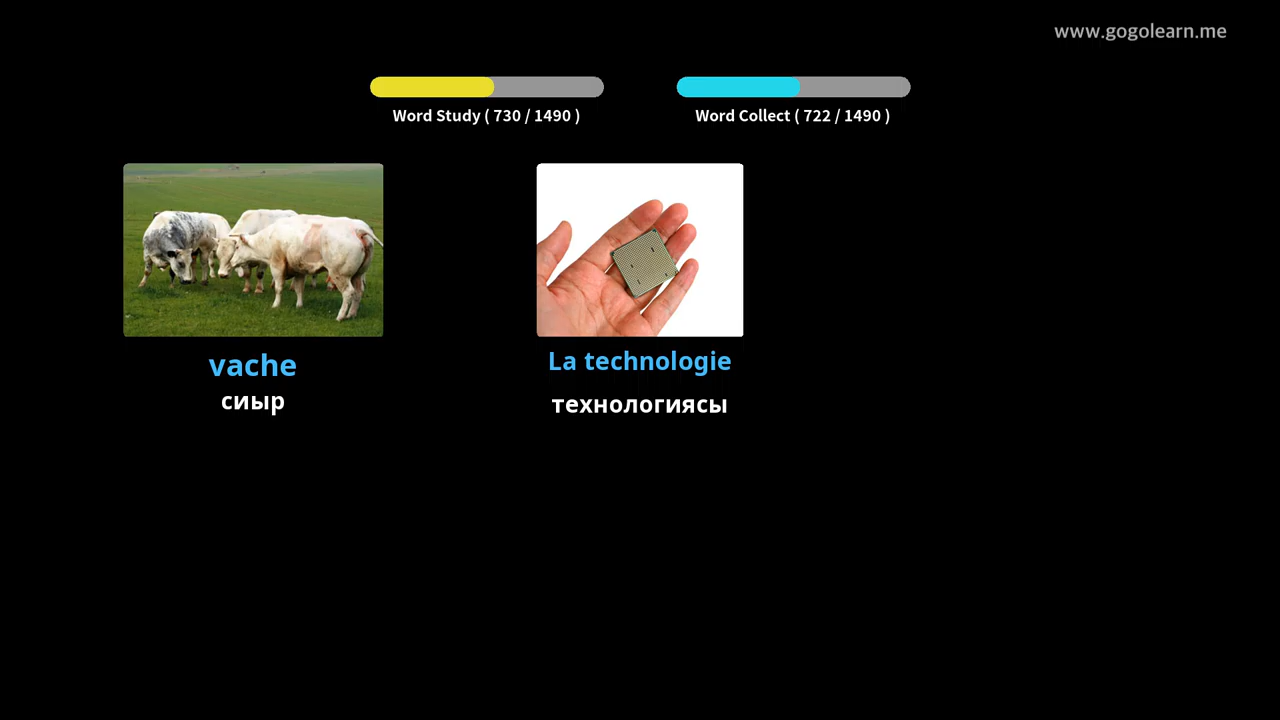 www.gogolearn.me
Word Study ( 730 / 1490 )
Word Collect ( 722 / 1490 )
vache
сиыр
La technologie
технологиясы